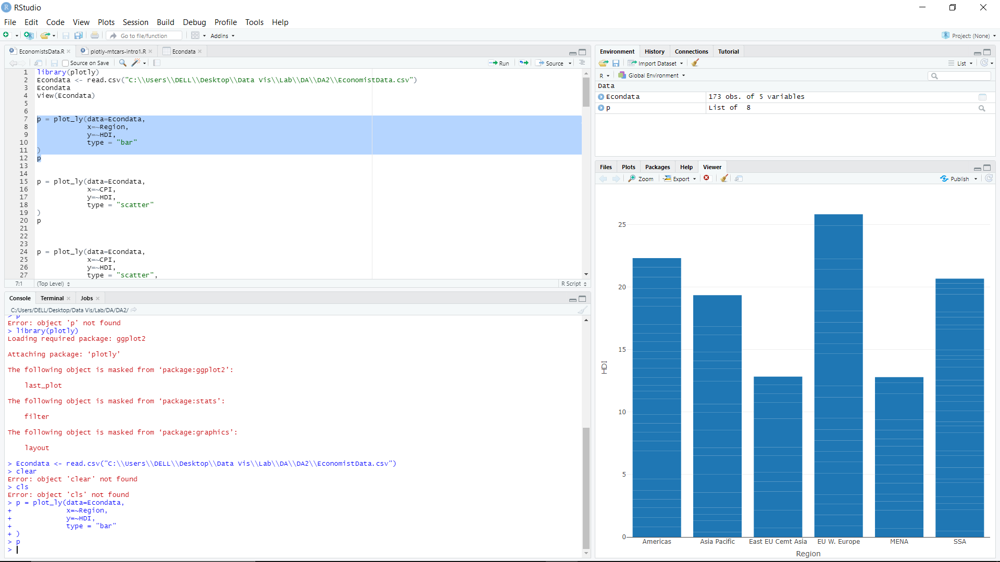 RStudio
File Edit Code View Plots Session Build Debug Profile Tools Help
Go to file/function Addins Project: (None)
EconomistsData.R plotly-mtcars-intro1.R Econdata
Source on Save Run Source
1 library(plotly)
2 Econdata <- read.csv("C:\\Users\\DELL\\Desktop\\Data Vis\\Lab\\DA\\DA2\\EconomistData.csv")
3 Econdata
4 View(Econdata)
5
6
7 p = plot_ly(data=Econdata,
8 x=~Region,
9 y=~HDI,
10 type = "bar"
11 )
12 p
13
14
15 p = plot_ly(data=Econdata,
16 x=~CPI,
17 y=~HDI,
18 type = "scatter"
19 )
20 p
21
22
23
24 p = plot_ly(data=Econdata,
25 x=~CPI,
26 y=~HDI,
27 type = "scatter",
7:1 (Top Level) R Script
Console Terminal Jobs
C:/Users/DELL/Desktop/Data Vis/Lab/DA/DA2/
> p
Error: object 'p' not found
> library(plotly)
Loading required package: ggplot2
Attaching package: ‘plotly’
The following object is masked from ‘package:ggplot2’:
last_plot
The following object is masked from ‘package:stats’:
filter
The following object is masked from ‘package:graphics’:
layout
> Econdata <- read.csv("C:\\Users\\DELL\\Desktop\\Data Vis\\Lab\\DA\\DA2\\EconomistData.csv")
> clear
Error: object 'clear' not found
> cls
Error: object 'cls' not found
> p = plot_ly(data=Econdata,
+ x=~Region,
+ y=~HDI,
+ type = "bar"
+ )
> p
>
Environment History Connections Tutorial
Import Dataset List
R Global Environment
Data
Econdata 173 obs. of 5 variables
p List of 8
Files Plots Packages Help Viewer
Zoom Export Publish
25
20
15
10
5
0
HDI
Americas Asia Pacific East EU Cemt Asia EU W. Europe MENA SSA
Region